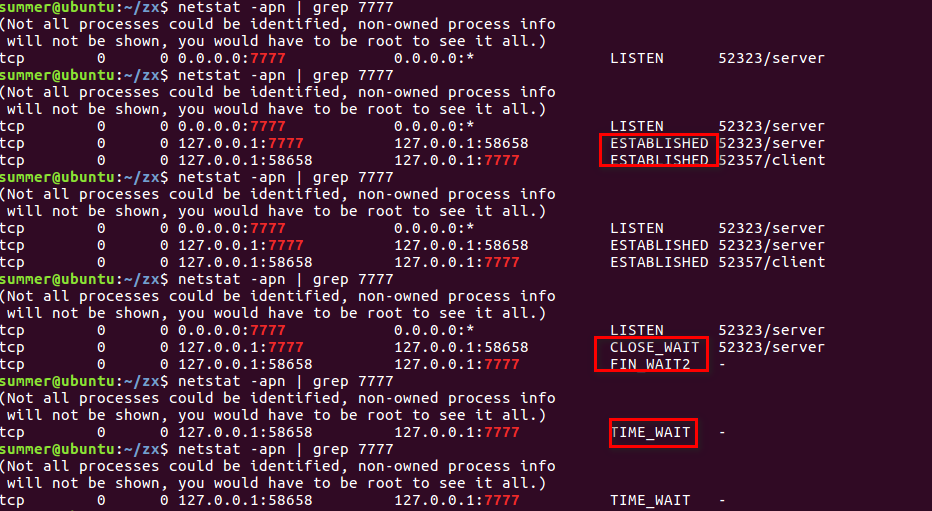 summer@ubuntu:~/zx$ netstat -apn | grep 7777
(Not all processes could be identified, non-owned process info
 will not be shown, you would have to be root to see it all.)
tcp        0      0 0.0.0.0:7777            0.0.0.0:*               LISTEN      52323/server
summer@ubuntu:~/zx$ netstat -apn | grep 7777
(Not all processes could be identified, non-owned process info
 will not be shown, you would have to be root to see it all.)
tcp        0      0 0.0.0.0:7777            0.0.0.0:*               LISTEN      52323/server
tcp        0      0 127.0.0.1:7777          127.0.0.1:58658         ESTABLISHED 52323/server
tcp        0      0 127.0.0.1:58658         127.0.0.1:7777          ESTABLISHED 52357/client
summer@ubuntu:~/zx$ netstat -apn | grep 7777
(Not all processes could be identified, non-owned process info
 will not be shown, you would have to be root to see it all.)
tcp        0      0 0.0.0.0:7777            0.0.0.0:*               LISTEN      52323/server
tcp        0      0 127.0.0.1:7777          127.0.0.1:58658         ESTABLISHED 52323/server
tcp        0      0 127.0.0.1:58658         127.0.0.1:7777          ESTABLISHED 52357/client
summer@ubuntu:~/zx$ netstat -apn | grep 7777
(Not all processes could be identified, non-owned process info
 will not be shown, you would have to be root to see it all.)
tcp        0      0 0.0.0.0:7777            0.0.0.0:*               LISTEN      52323/server
tcp        0      0 127.0.0.1:7777          127.0.0.1:58658         CLOSE_WAIT  52323/server
tcp        0      0 127.0.0.1:58658         127.0.0.1:7777          FIN_WAIT2   -
summer@ubuntu:~/zx$ netstat -apn | grep 7777
(Not all processes could be identified, non-owned process info
 will not be shown, you would have to be root to see it all.)
tcp        0      0 127.0.0.1:58658         127.0.0.1:7777          TIME_WAIT   -
summer@ubuntu:~/zx$ netstat -apn | grep 7777
(Not all processes could be identified, non-owned process info
 will not be shown, you would have to be root to see it all.)
tcp        0      0 127.0.0.1:58658         127.0.0.1:7777          TIME_WAIT   -